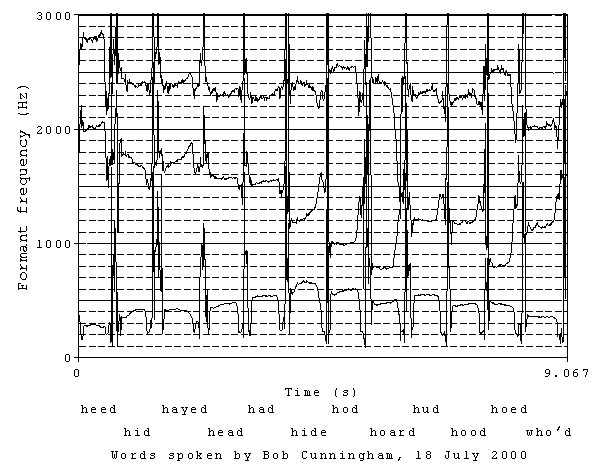 3000
2000
1000
0
Formant frequency (Hz)
0 9.067
Time (s)
heed hayed had hod hud hoed
hid head hide hoard hood who'd
Words spoken by Bob Cunningham, 18 July 2000